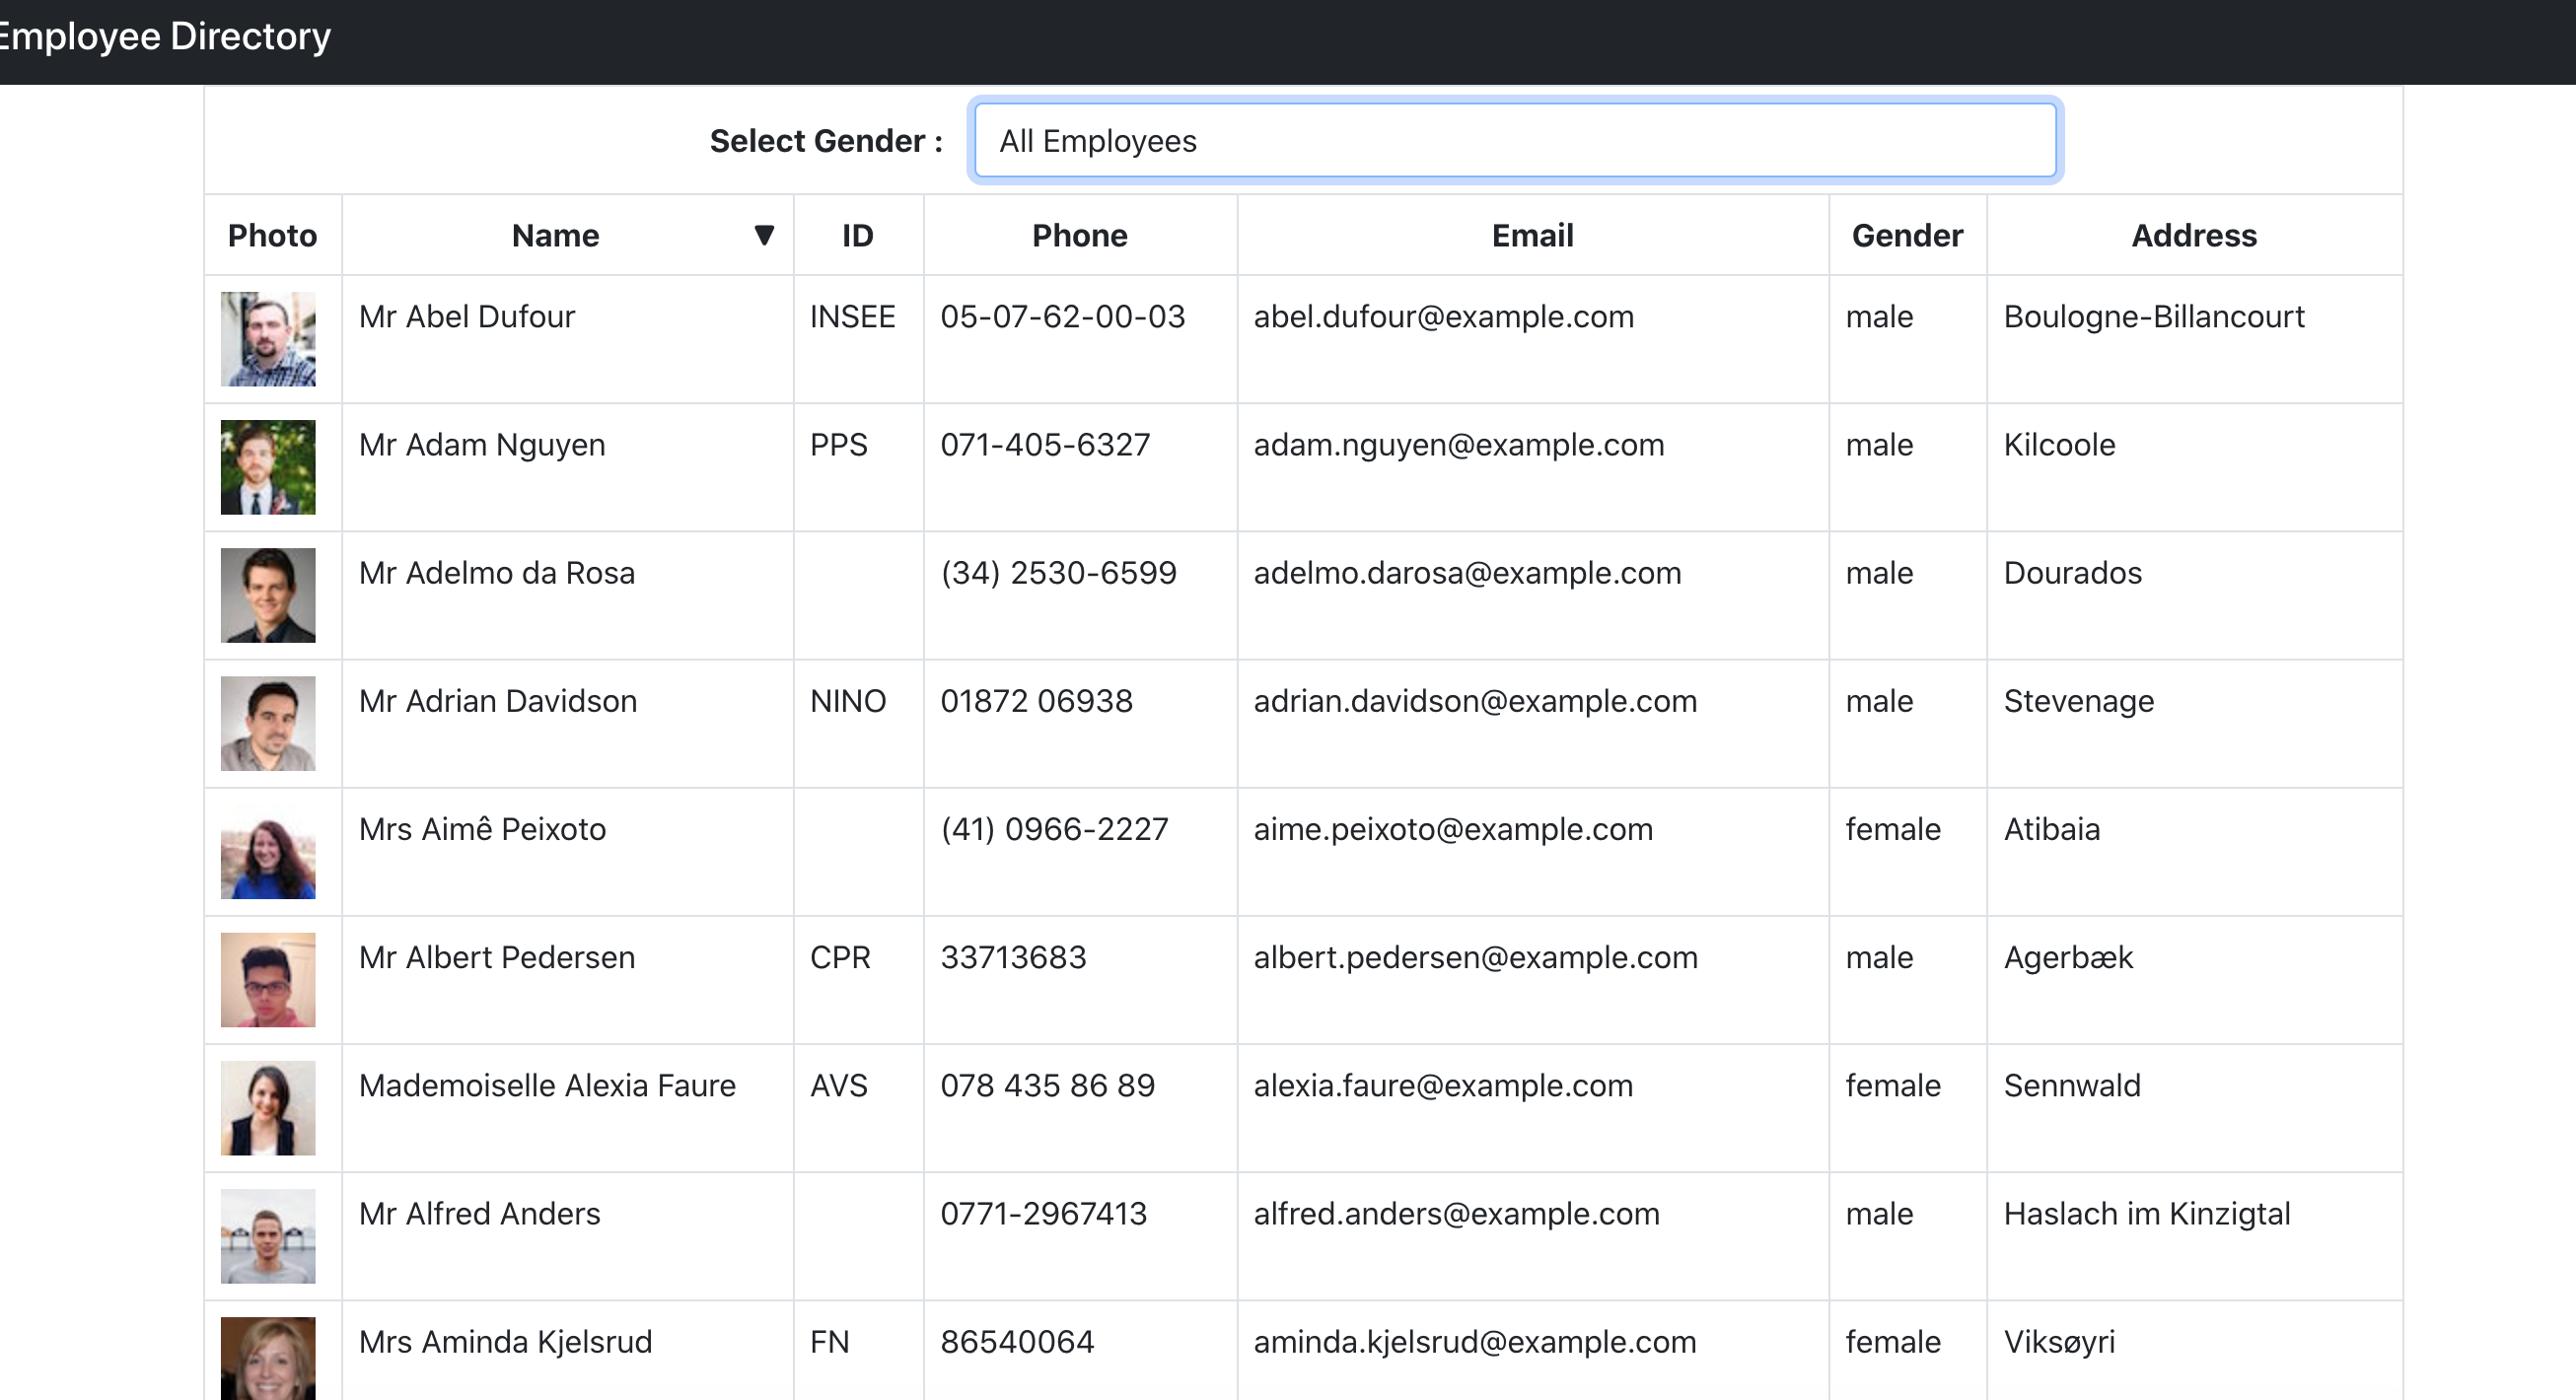 Employee Directory
Select Gender : All Employees
Photo Name ▼ ID Phone Email Gender Address
Mr Abel Dufour INSEE 05-07-62-00-03 abel.dufour@example.com male Boulogne-Billancourt
Mr Adam Nguyen PPS 071-405-6327 adam.nguyen@example.com male Kilcoole
Mr Adelmo da Rosa (34) 2530-6599 adelmo.darosa@example.com male Dourados
Mr Adrian Davidson NINO 01872 06938 adrian.davidson@example.com male Stevenage
Mrs Aimê Peixoto (41) 0966-2227 aime.peixoto@example.com female Atibaia
Mr Albert Pedersen CPR 33713683 albert.pedersen@example.com male Agerbæk
Mademoiselle Alexia Faure AVS 078 435 86 89 alexia.faure@example.com female Sennwald
Mr Alfred Anders 0771-2967413 alfred.anders@example.com male Haslach im Kinzigtal
Mrs Aminda Kjelsrud FN 86540064 aminda.kjelsrud@example.com female Viksøyri